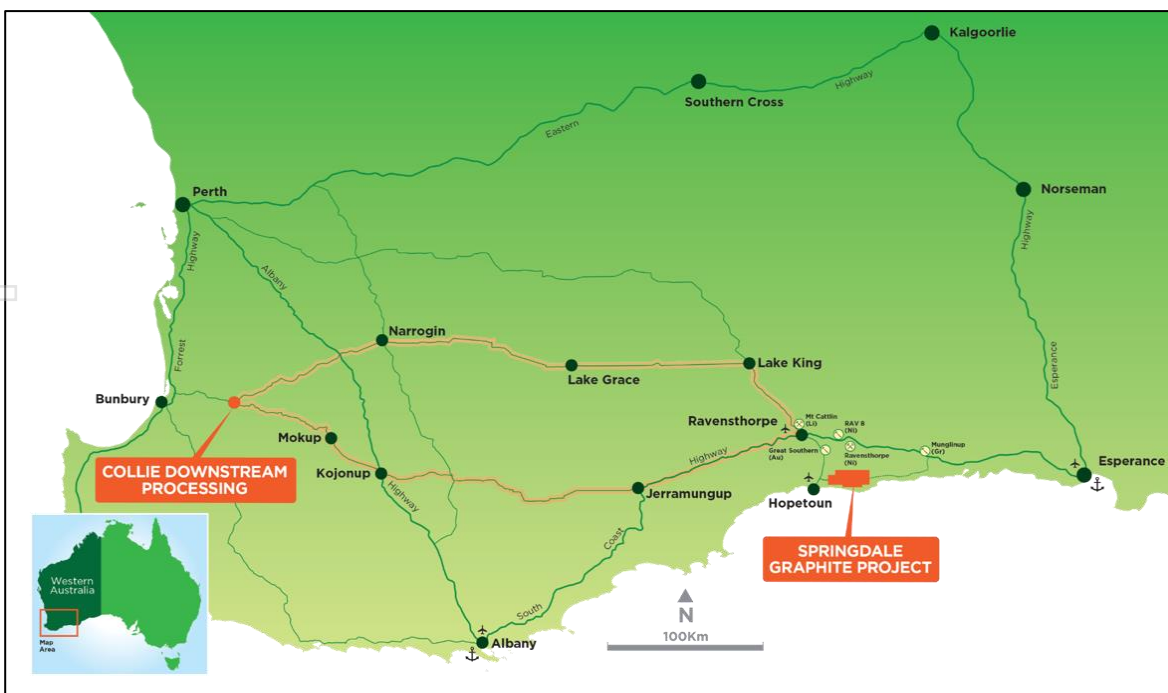 Kalgoorlie
Highway
Southern Cross
Eastern
Perth
Norseman
Highway
Highway
Albany
Narrogin
Forrest
Lake King
Lake Grace
Esperance
Bunbury
Mt Cattlin
(Li)
RAV 8
(Ni)
Ravensthorpe
Mokup
Great Southern
(Au)
Ravensthorpe
(Ni)
Munglinup
(Gr)
Highway
COLLIE DOWNSTREAM
PROCESSING
Kojonup
Esperance
Highway
Jerramungup
Hopetoun
Coast
SPRINGDALE
GRAPHITE PROJECT
Western
Australia
South
N
100Km
Albany
Map
Area